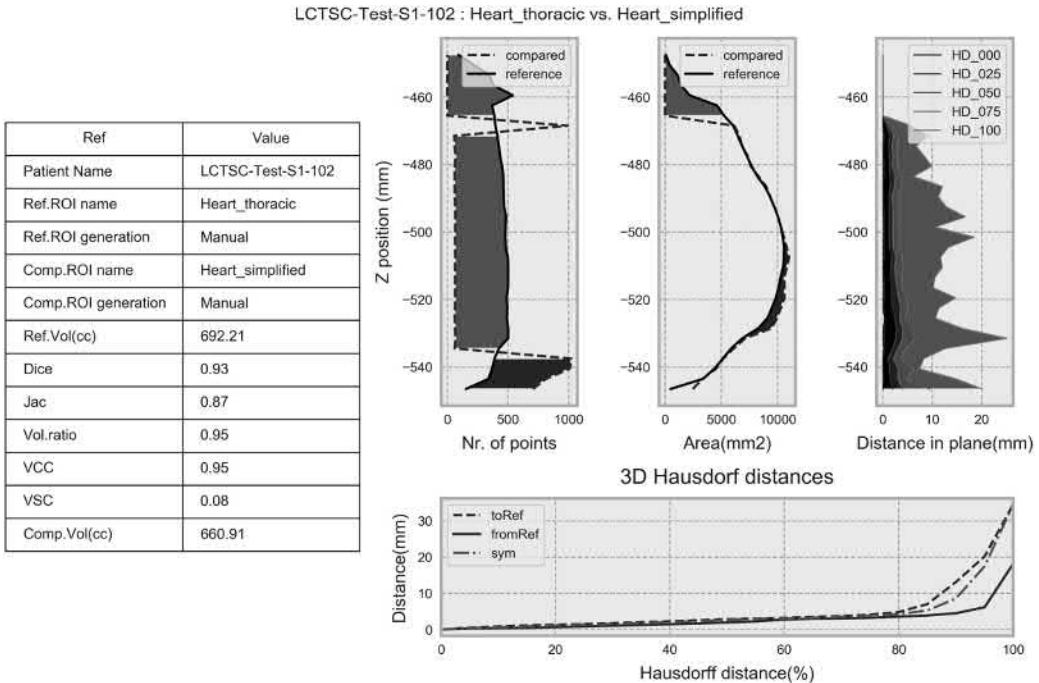 LCTSC-Test-S1-102 : Heart_thoracic vs. Heart_simplified
Ref Value
Patient Name LCTSC-Test-S1-102
Ref.ROI name Heart_thoracic
Ref.ROI generation Manual
Comp.ROI name Heart_simplified
Comp.ROI generation Manual
Ref.Vol(cc) 692.21
Dice 0.93
Jac 0.87
Vol.ratio 0.95
VCC 0.95
VSC 0.08
Comp.Vol(cc) 660.91
Z position (mm)
−460
−480
−500
−520
−540
compared
reference
0 500 1000
Nr. of points
−460
−480
−500
−520
−540
compared
reference
0 5000 10000
Area(mm2)
−460
−480
−500
−520
−540
HD_000
HD_025
HD_050
HD_075
HD_100
0 10 20
Distance in plane(mm)
3D Hausdorf distances
Distance(mm)
30
20
10
0
toRef
fromRef
sym
0 20 40 60 80 100
Hausdorff distance(%)